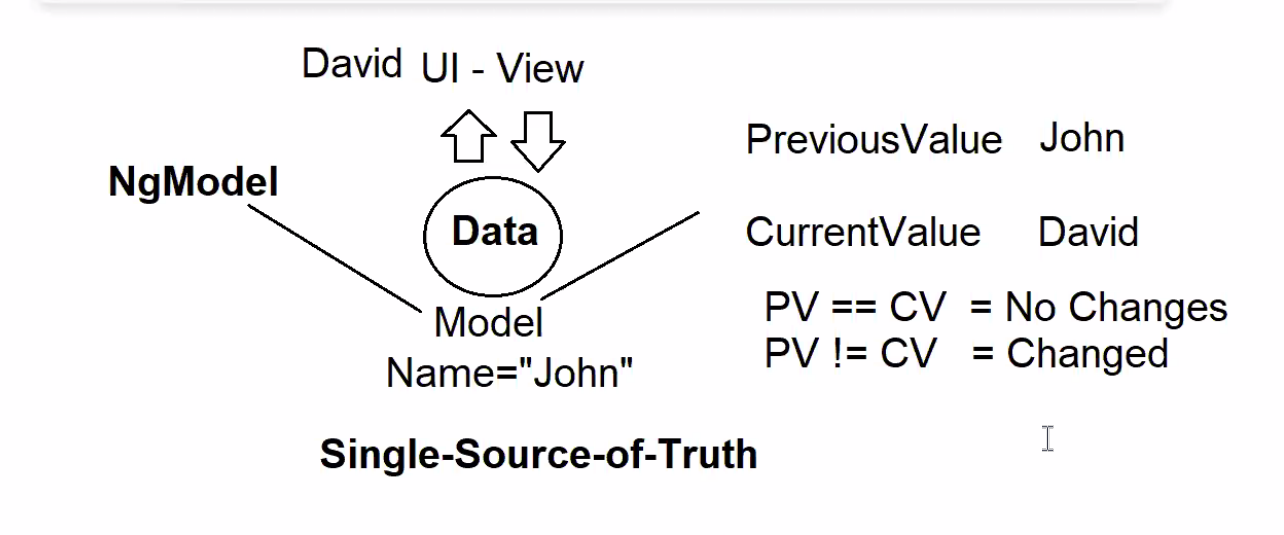 David UI - View
PreviousValue John
NgModel
Data
CurrentValue David
Model
PV == CV = No Changes
PV != CV = Changed
Name="John"
Single-Source-of-Truth